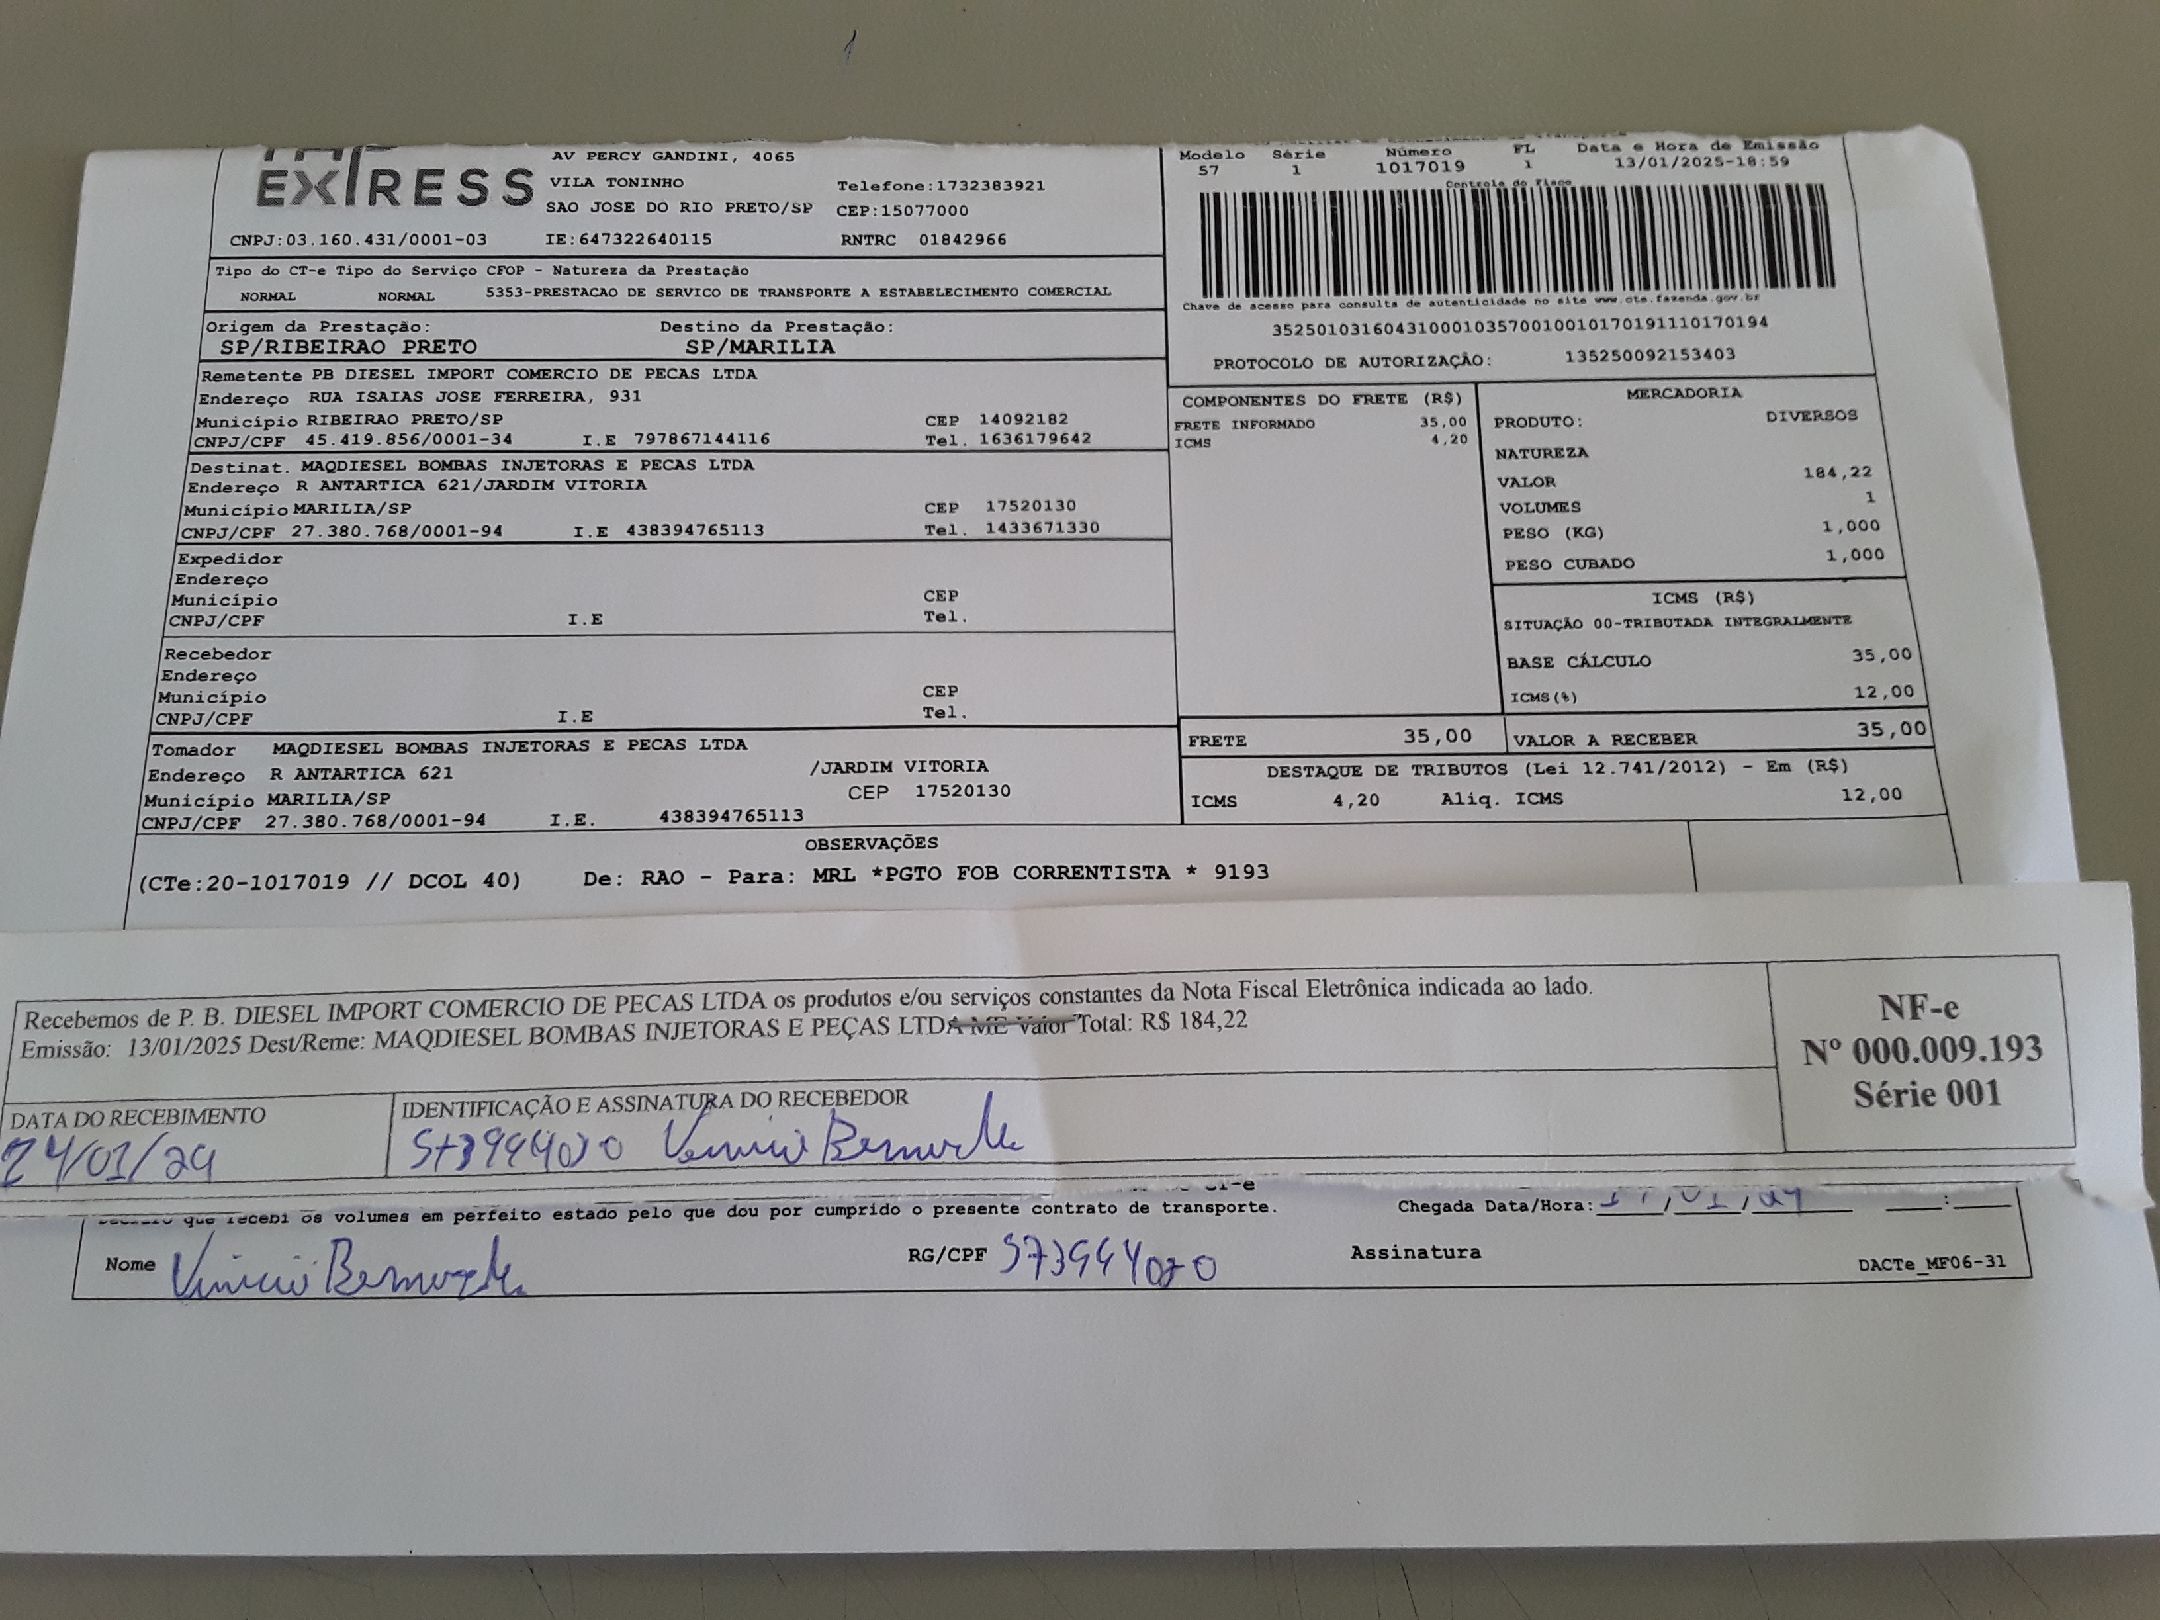 EXPRESS
AV PERCY GANDINI, 4065
VILA TONINHO Telefone:1732383921
SAO JOSE DO RIO PRETO/SP CEP:15077000
CNPJ:03.160.431/0001-03 IE:647322640115 RNTRC 01842966
Modelo Série Número FL Data e Hora de Emissão
57 1 1017019 1 13/01/2025-18:59
Controle do Fisco
Chave de acesso para consulta de autenticidade no site www.cte.fazenda.gov.br
35250103160431000103570010010170191110170194
PROTOCOLO DE AUTORIZAÇÃO: 135250092153403
Tipo do CT-e Tipo do Serviço CFOP - Natureza da Prestação
NORMAL NORMAL 5353-PRESTACAO DE SERVICO DE TRANSPORTE A ESTABELECIMENTO COMERCIAL
Origem da Prestação: Destino da Prestação:
SP/RIBEIRAO PRETO SP/MARILIA
Remetente PB DIESEL IMPORT COMERCIO DE PECAS LTDA
Endereço RUA ISAIAS JOSE FERREIRA, 931
Município RIBEIRAO PRETO/SP CEP 14092182
CNPJ/CPF 45.419.856/0001-34 I.E 797867144116 Tel. 1636179642
Destinat. MAQDIESEL BOMBAS INJETORAS E PECAS LTDA
Endereço R ANTARTICA 621/JARDIM VITORIA
Município MARILIA/SP CEP 17520130
CNPJ/CPF 27.380.768/0001-94 I.E 438394765113 Tel. 1433671330
Expedidor
Endereço
Município CEP
CNPJ/CPF I.E Tel.
Recebedor
Endereço
Município CEP
CNPJ/CPF I.E Tel.
Tomador MAQDIESEL BOMBAS INJETORAS E PECAS LTDA
Endereço R ANTARTICA 621 /JARDIM VITORIA
Município MARILIA/SP CEP 17520130
CNPJ/CPF 27.380.768/0001-94 I.E. 438394765113
COMPONENTES DO FRETE (R$)
FRETE INFORMADO 35,00
ICMS 4,20
MERCADORIA
PRODUTO: DIVERSOS
NATUREZA
VALOR 184,22
VOLUMES 1
PESO (KG) 1,000
PESO CUBADO 1,000
ICMS (R$)
SITUAÇÃO 00-TRIBUTADA INTEGRALMENTE
BASE CÁLCULO 35,00
ICMS(%) 12,00
FRETE 35,00 VALOR A RECEBER 35,00
DESTAQUE DE TRIBUTOS (Lei 12.741/2012) - Em (R$)
ICMS 4,20 Aliq. ICMS 12,00
OBSERVAÇÕES
(CTe:20-1017019 // DCOL 40) De: RAO - Para: MRL *PGTO FOB CORRENTISTA * 9193
Recebemos de P. B. DIESEL IMPORT COMERCIO DE PECAS LTDA os produtos e/ou serviços constantes da Nota Fiscal Eletrônica indicada ao lado.
Emissão: 13/01/2025 Dest/Reme: MAQDIESEL BOMBAS INJETORAS E PEÇAS LTDA ME Valor Total: R$ 184,22
NF-e
Nº 000.009.193
Série 001
DATA DO RECEBIMENTO IDENTIFICAÇÃO E ASSINATURA DO RECEBEDOR
24/01/24
CT-e
que recebi os volumes em perfeito estado pelo que dou por cumprido o presente contrato de transporte. Chegada Data/Hora:
Nome RG/CPF 573944020 Assinatura DACTe_MF06-31